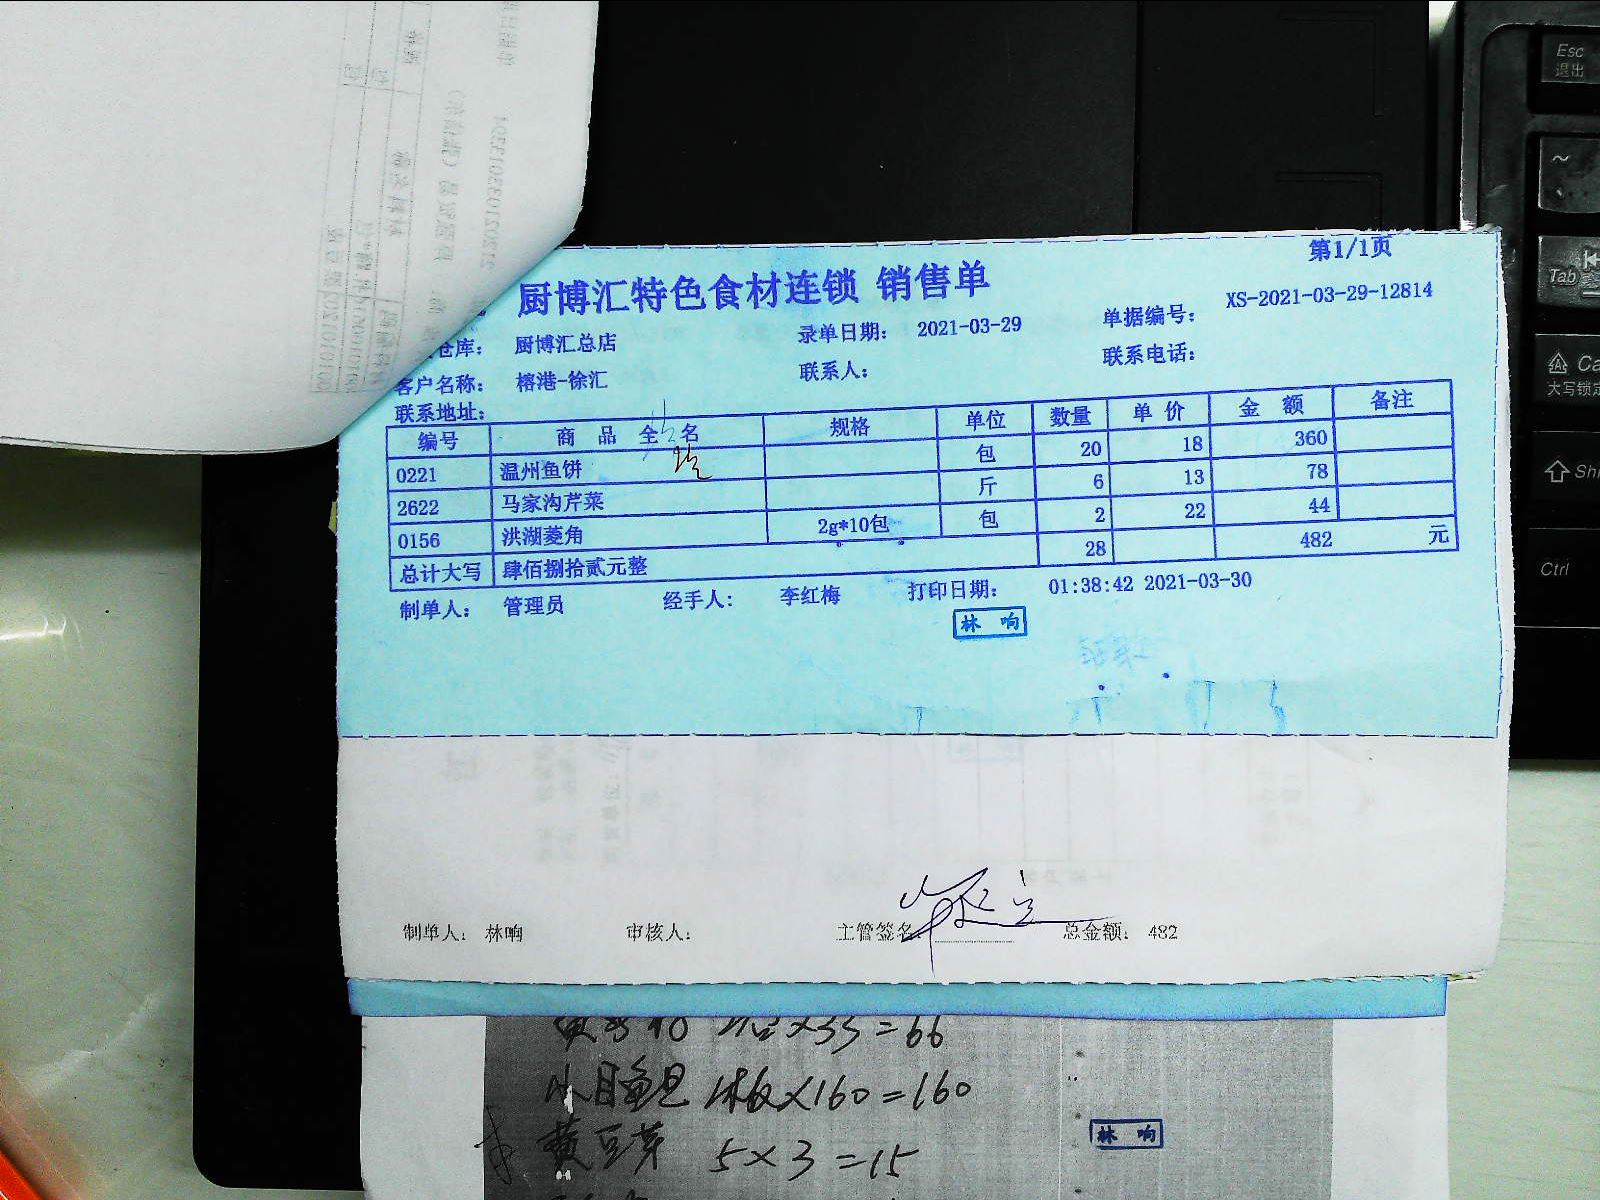 第1/1页
厨博汇特色食材连锁 销售单
仓库： 厨博汇总店 录单日期： 2021-03-29 单据编号： XS-2021-03-29-12814
客户名称： 榕港-徐汇 联系人： 联系电话：
联系地址：
编号 商品全名 规格 单位 数量 单价 金额 备注
0221 温州鱼饼 包 20 18 360
2622 马家沟芹菜 斤 6 13 78
0156 洪湖菱角 2g*10包 包 2 22 44
总计大写 肆佰捌拾贰元整 28 482 元
制单人： 管理员 经手人： 李红梅 打印日期： 01:38:42 2021-03-30
林 响
制单人： 林响 审核人： 主管签名： 总金额： 482
×33=66
小目鱼 1板×160=160
黄豆芽 5×3=15
林 响
Esc
退出
~
Tab
大写锁定
Ctrl